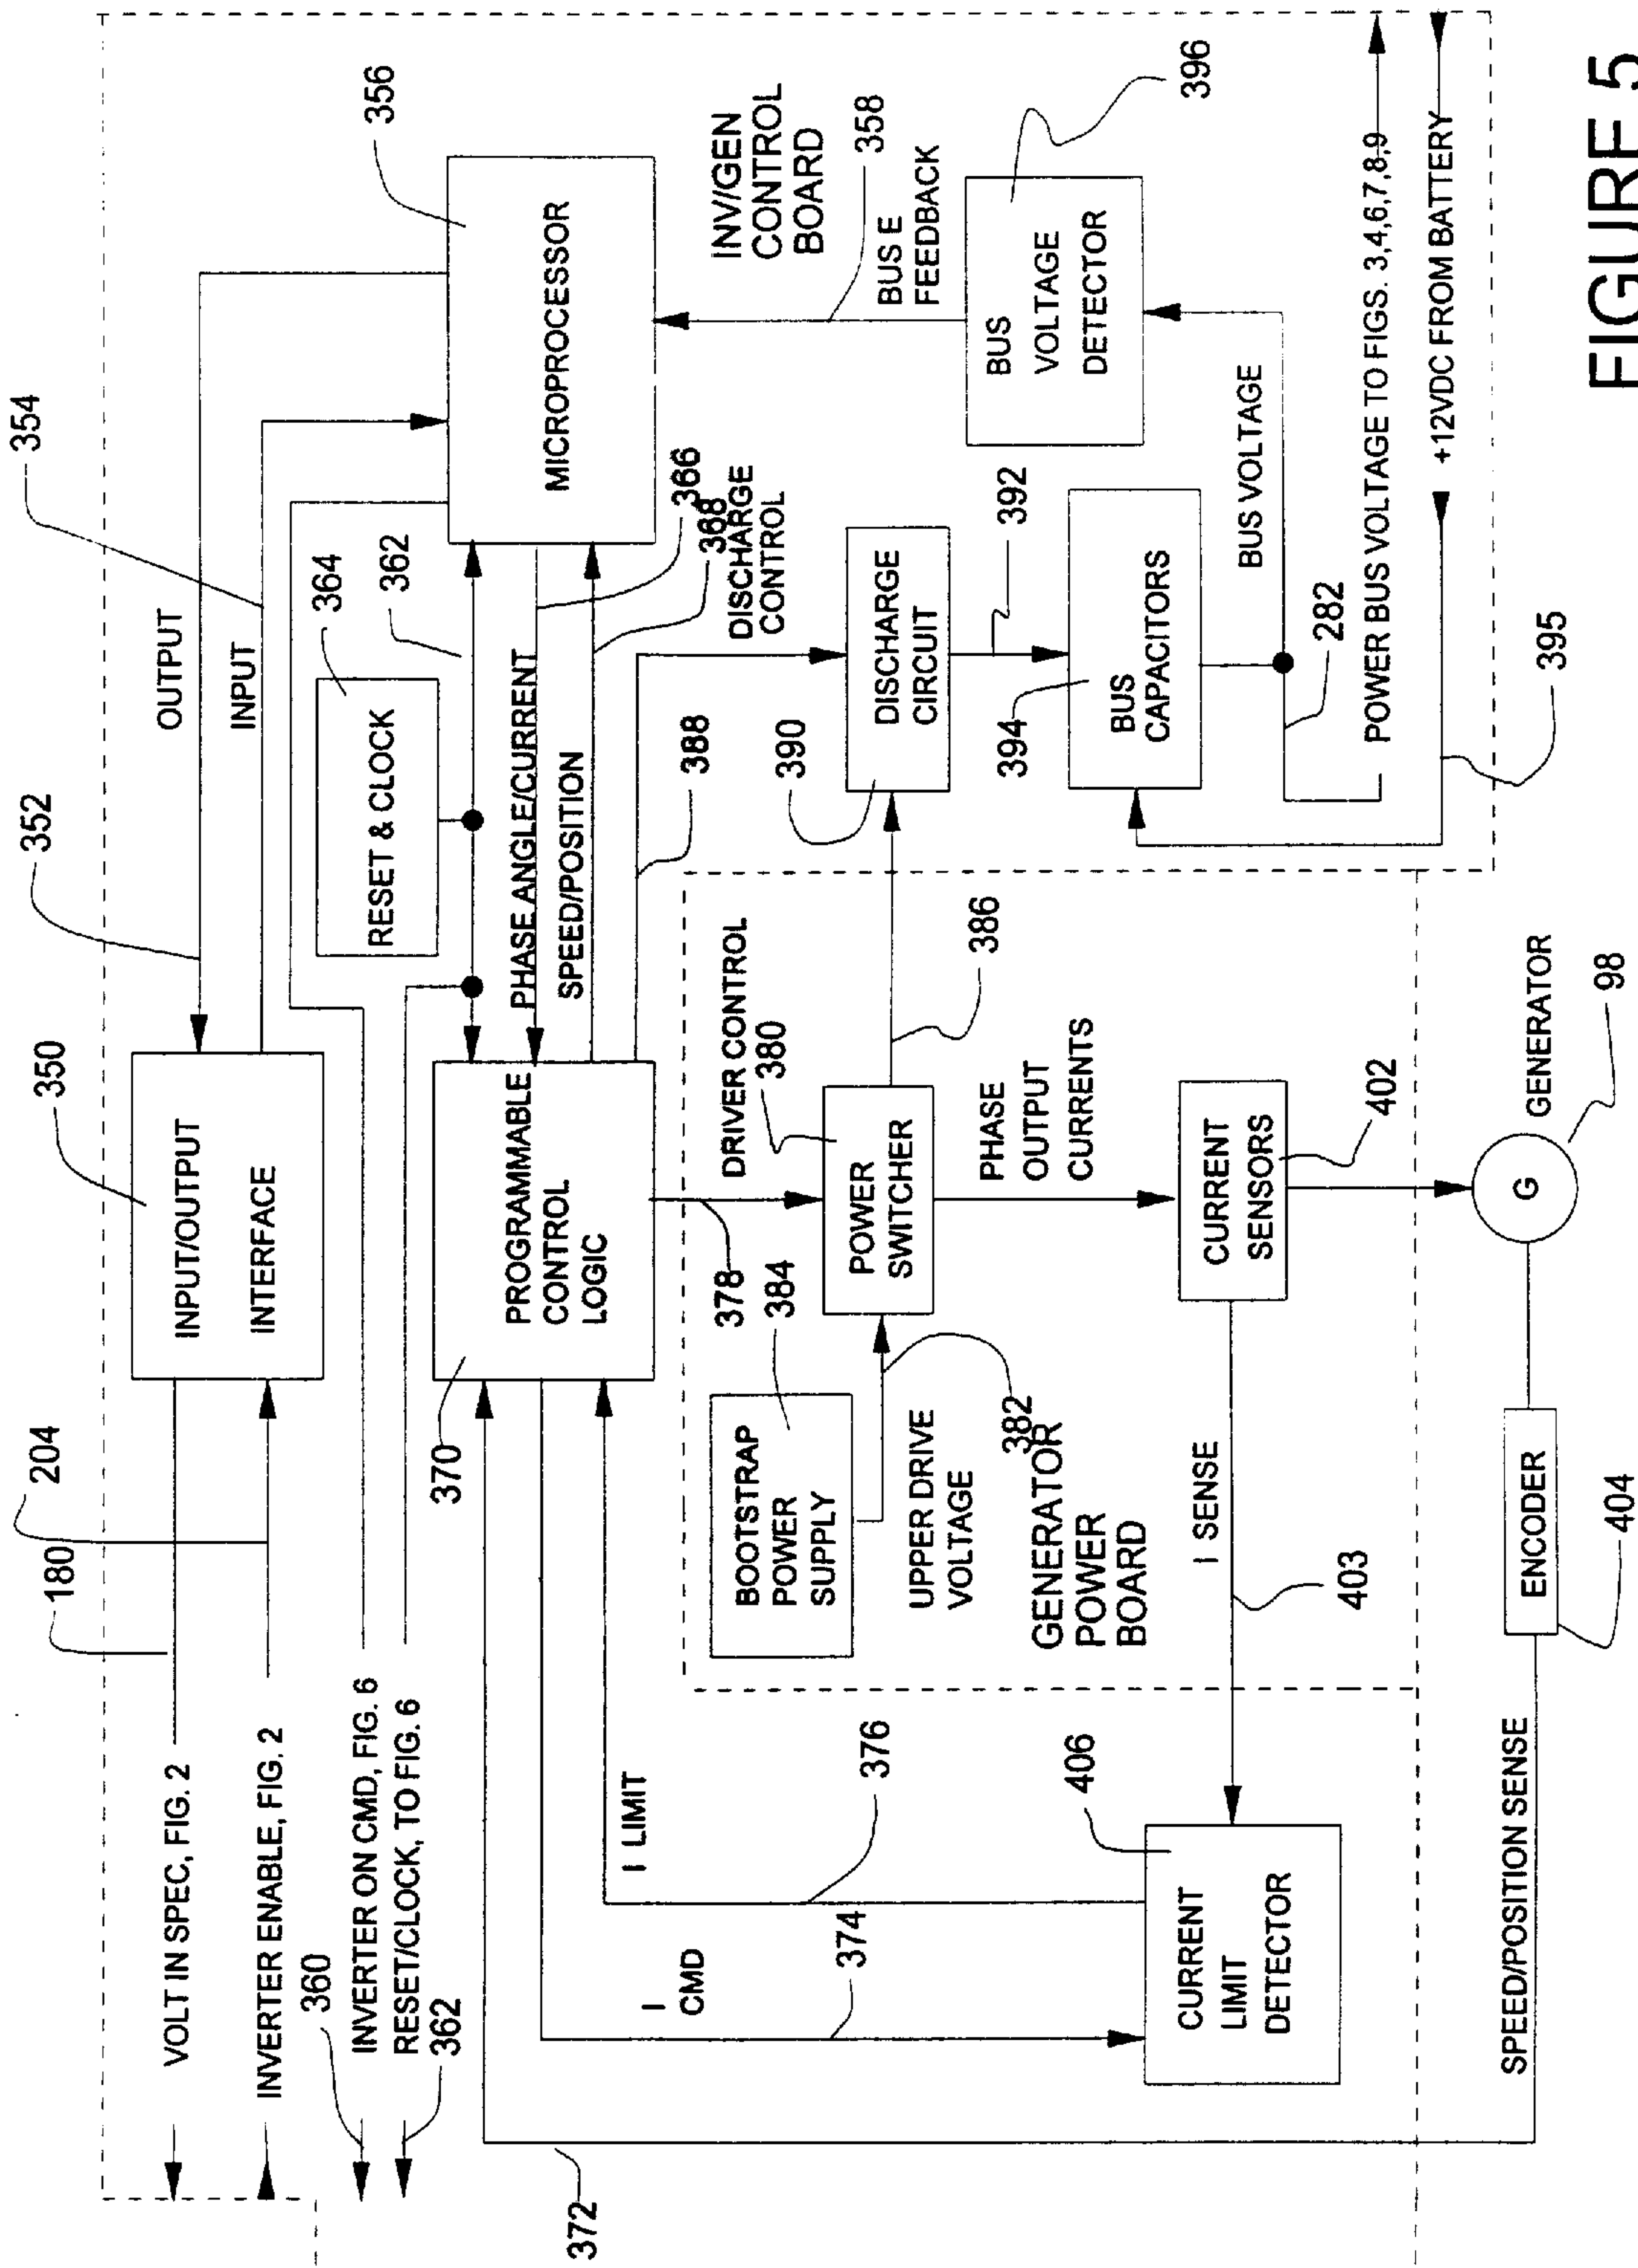 354
352
OUTPUT
INPUT
350
INPUT/OUTPUT
INTERFACE
204
180
VOLT IN SPEC, FIG. 2
INVERTER ENABLE, FIG. 2
360
INVERTER ON CMD, FIG. 6
RESET/CLOCK, TO FIG. 6
362
356
MICROPROCESSOR
364
RESET & CLOCK
362
PHASE ANGLE/CURRENT
SPEED/POSITION
366
368
DISCHARGE
CONTROL
388
370
PROGRAMMABLE
CONTROL
LOGIC
INV/GEN
CONTROL
BOARD
358
BUS E
FEEDBACK
396
BUS
VOLTAGE
DETECTOR
DISCHARGE
CIRCUIT
390
392
394
BUS
CAPACITORS
BUS VOLTAGE
282
POWER BUS VOLTAGE TO FIGS. 3,4,6,7,8,9
+12VDC FROM BATTERY
395
DRIVER CONTROL
380
378
384
POWER
SWITCHER
386
BOOTSTRAP
POWER
SUPPLY
382
UPPER DRIVE
VOLTAGE
GENERATOR
POWER
BOARD
PHASE
OUTPUT
CURRENTS
CURRENT
SENSORS
402
I SENSE
403
I LIMIT
376
I
CMD
374
406
CURRENT
LIMIT
DETECTOR
372
GENERATOR
98
G
ENCODER
404
SPEED/POSITION SENSE
FIGURE 5